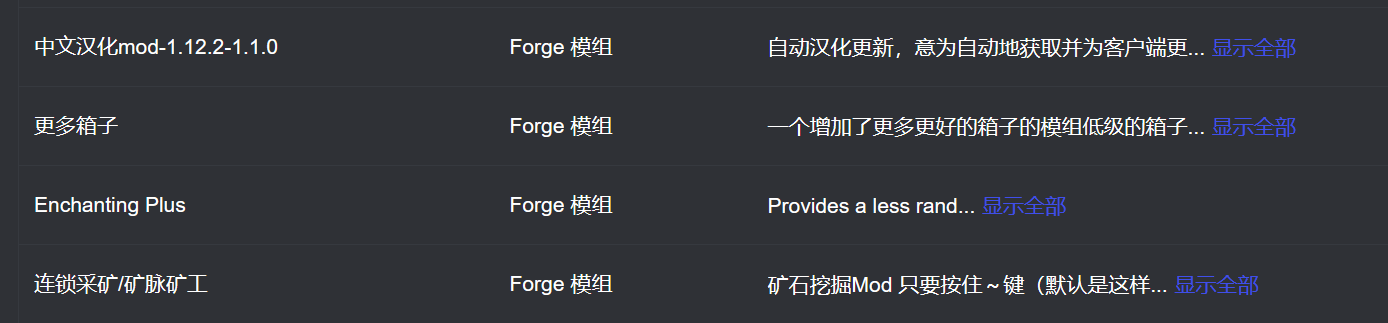 中文汉化mod-1.12.2-1.1.0 Forge 模组 自动汉化更新，意为自动地获取并为客户端更... 显示全部
更多箱子 Forge 模组 一个增加了更多更好的箱子的模组低级的箱子... 显示全部
Enchanting Plus Forge 模组 Provides a less rand... 显示全部
连锁采矿/矿脉矿工 Forge 模组 矿石挖掘Mod 只要按住～键（默认是这样... 显示全部